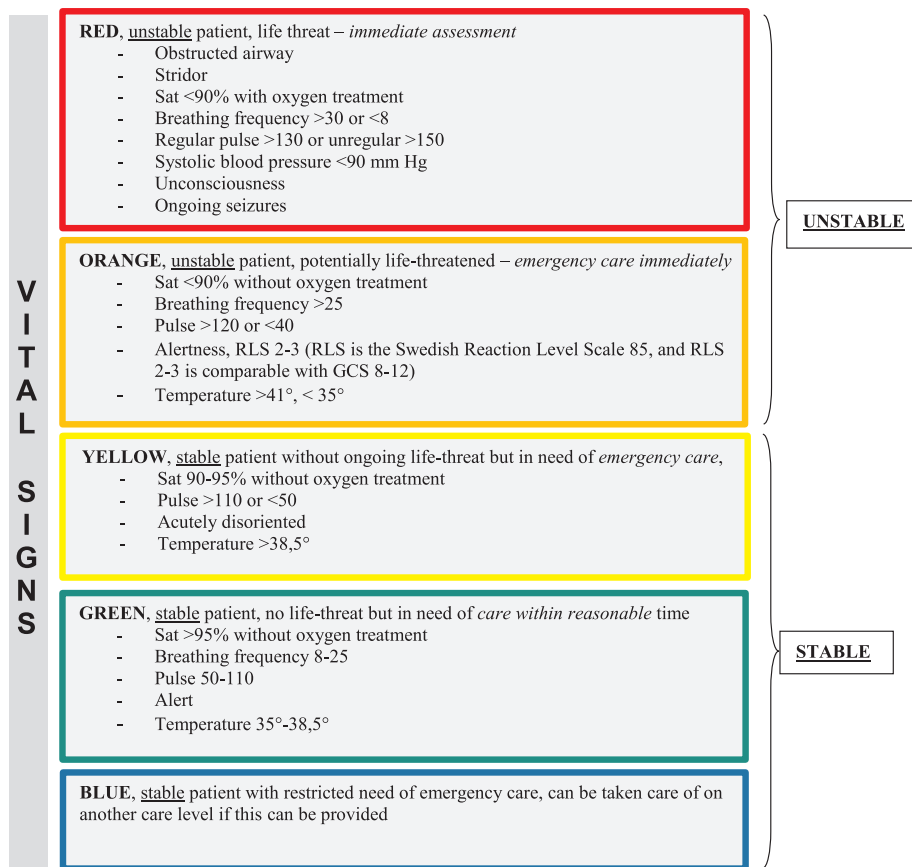 VITAL SIGNS
RED, unstable patient, life threat – immediate assessment
- Obstructed airway
- Stridor
- Sat <90% with oxygen treatment
- Breathing frequency >30 or <8
- Regular pulse >130 or unregular >150
- Systolic blood pressure <90 mm Hg
- Unconsciousness
- Ongoing seizures
ORANGE, unstable patient, potentially life-threatened – emergency care immediately
- Sat <90% without oxygen treatment
- Breathing frequency >25
- Pulse >120 or <40
- Alertness, RLS 2-3 (RLS is the Swedish Reaction Level Scale 85, and RLS
2-3 is comparable with GCS 8-12)
- Temperature >41°, < 35°
UNSTABLE
YELLOW, stable patient without ongoing life-threat but in need of emergency care,
- Sat 90-95% without oxygen treatment
- Pulse >110 or <50
- Acutely disoriented
- Temperature >38,5°
GREEN, stable patient, no life-threat but in need of care within reasonable time
- Sat >95% without oxygen treatment
- Breathing frequency 8-25
- Pulse 50-110
- Alert
- Temperature 35°-38,5°
BLUE, stable patient with restricted need of emergency care, can be taken care of on
another care level if this can be provided
STABLE